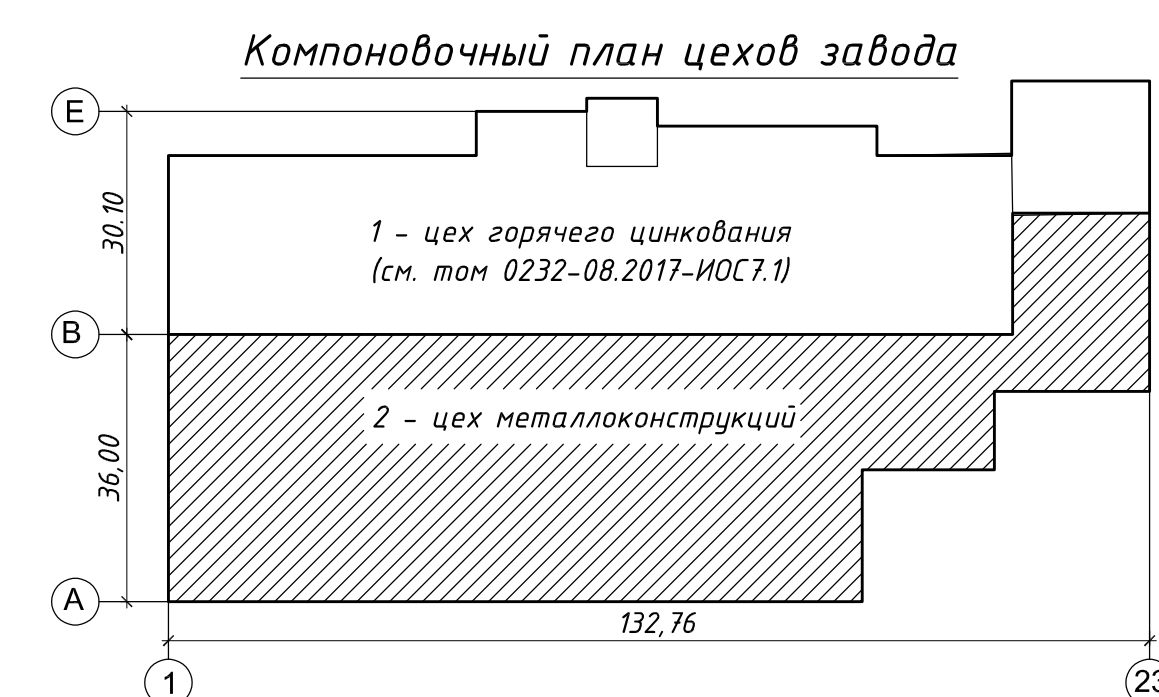 Компоновочный план цехов завода
Е
30.10
1 - цех горячего цинкования
(см. том 0232-08.2017-ИОС7.1)
В
2 - цех металлоконструкций
36,00
А
132,76
1
23